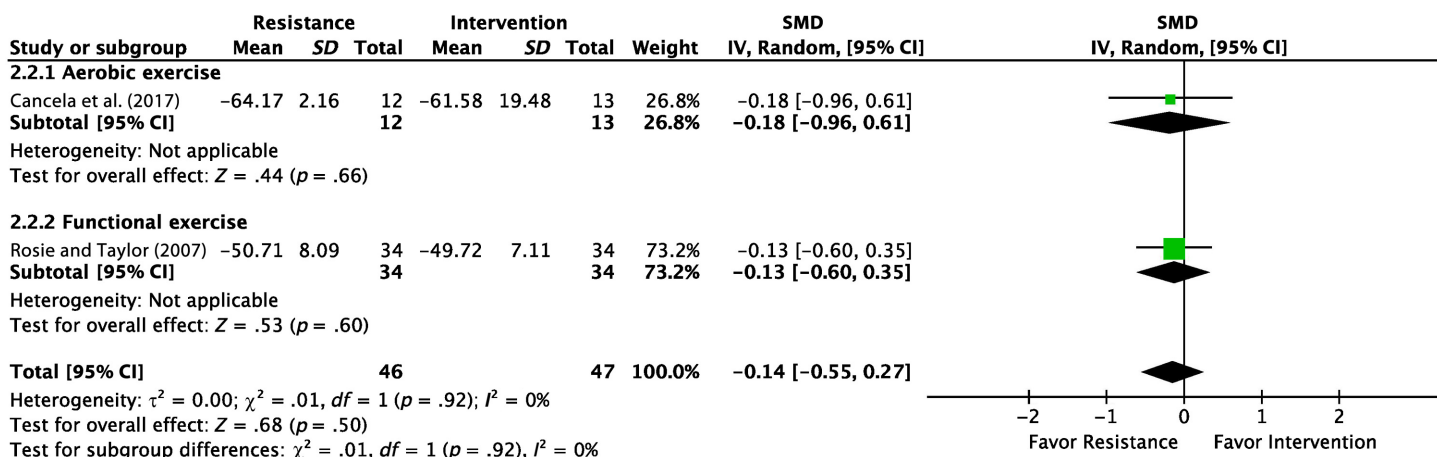 Resistance Intervention SMD SMD
Study or subgroup Mean SD Total Mean SD Total Weight IV, Random, [95% CI] IV, Random, [95% CI]
2.2.1 Aerobic exercise
Cancela et al. (2017) −64.17 2.16 12 −61.58 19.48 13 26.8% −0.18 [−0.96, 0.61]
Subtotal [95% CI] 12 13 26.8% −0.18 [−0.96, 0.61]
Heterogeneity: Not applicable
Test for overall effect: Z = .44 (p = .66)
2.2.2 Functional exercise
Rosie and Taylor (2007) −50.71 8.09 34 −49.72 7.11 34 73.2% −0.13 [−0.60, 0.35]
Subtotal [95% CI] 34 34 73.2% −0.13 [−0.60, 0.35]
Heterogeneity: Not applicable
Test for overall effect: Z = .53 (p = .60)
Total [95% CI] 46 47 100.0% −0.14 [−0.55, 0.27]
Heterogeneity: τ² = 0.00; χ² = .01, df = 1 (p = .92); I² = 0%
Test for overall effect: Z = .68 (p = .50)
Test for subgroup differences: χ² = .01, df = 1 (p = .92), I² = 0%
−2 −1 0 1 2
Favor Resistance Favor Intervention